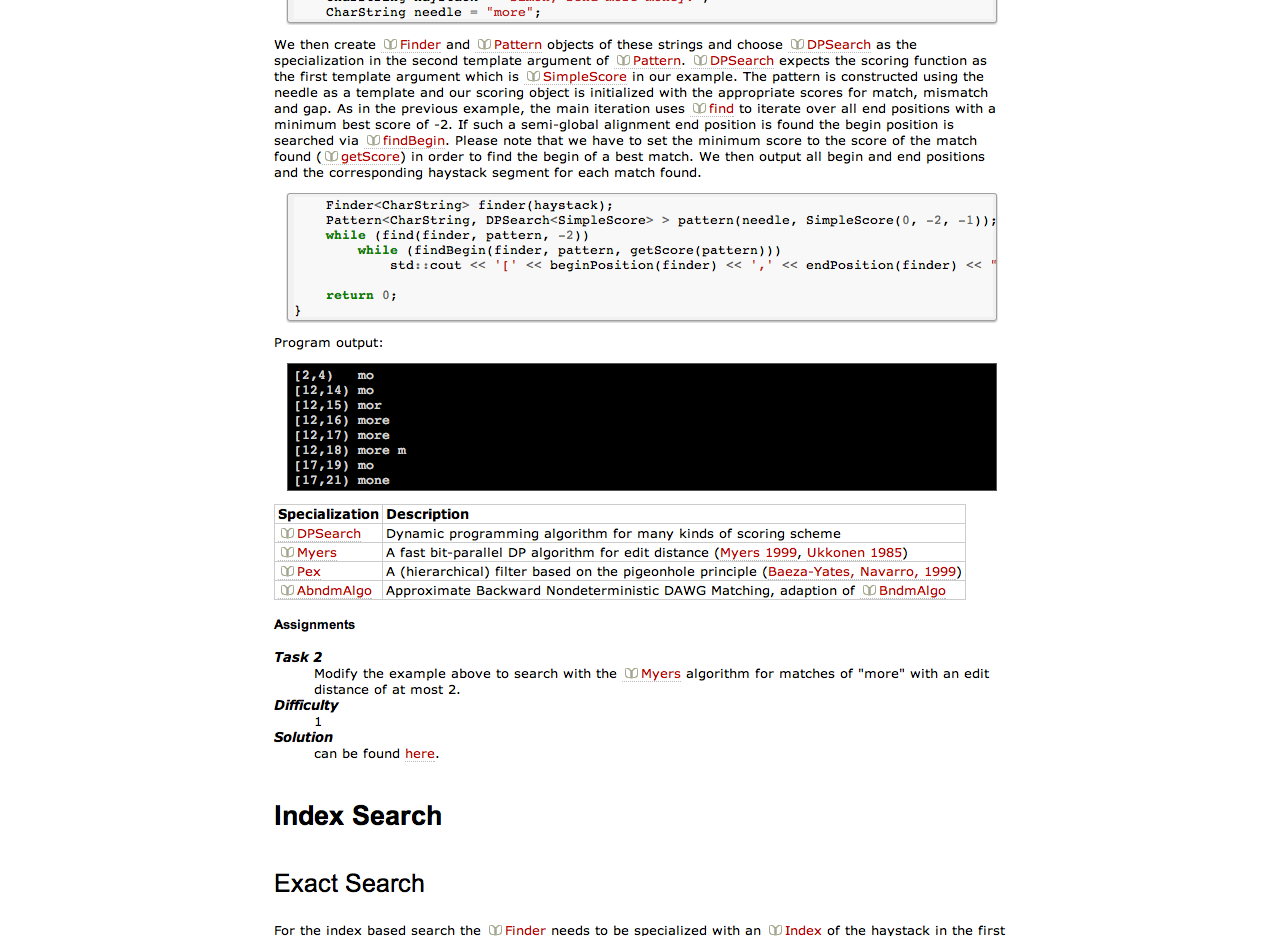 CharString needle = "more";
We then create Finder and Pattern objects of these strings and choose DPSearch as the
specialization in the second template argument of Pattern. DPSearch expects the scoring function as
the first template argument which is SimpleScore in our example. The pattern is constructed using the
needle as a template and our scoring object is initialized with the appropriate scores for match, mismatch
and gap. As in the previous example, the main iteration uses find to iterate over all end positions with a
minimum best score of -2. If such a semi-global alignment end position is found the begin position is
searched via findBegin. Please note that we have to set the minimum score to the score of the match
found (getScore) in order to find the begin of a best match. We then output all begin and end positions
and the corresponding haystack segment for each match found.
Finder<CharString> finder(haystack);
Pattern<CharString, DPSearch<SimpleScore> > pattern(needle, SimpleScore(0, -2, -1));
while (find(finder, pattern, -2))
while (findBegin(finder, pattern, getScore(pattern)))
std::cout << '[' << beginPosition(finder) << ',' << endPosition(finder) << "
return 0;
}
Program output:
[2,4) mo
[12,14) mo
[12,15) mor
[12,16) more
[12,17) more
[12,18) more m
[17,19) mo
[17,21) mone
Specialization Description
DPSearch Dynamic programming algorithm for many kinds of scoring scheme
Myers A fast bit-parallel DP algorithm for edit distance (Myers 1999, Ukkonen 1985)
Pex A (hierarchical) filter based on the pigeonhole principle (Baeza-Yates, Navarro, 1999)
AbndmAlgo Approximate Backward Nondeterministic DAWG Matching, adaption of BndmAlgo
Assignments
Task 2
Modify the example above to search with the Myers algorithm for matches of "more" with an edit
distance of at most 2.
Difficulty
1
Solution
can be found here.
Index Search
Exact Search
For the index based search the Finder needs to be specialized with an Index of the haystack in the first